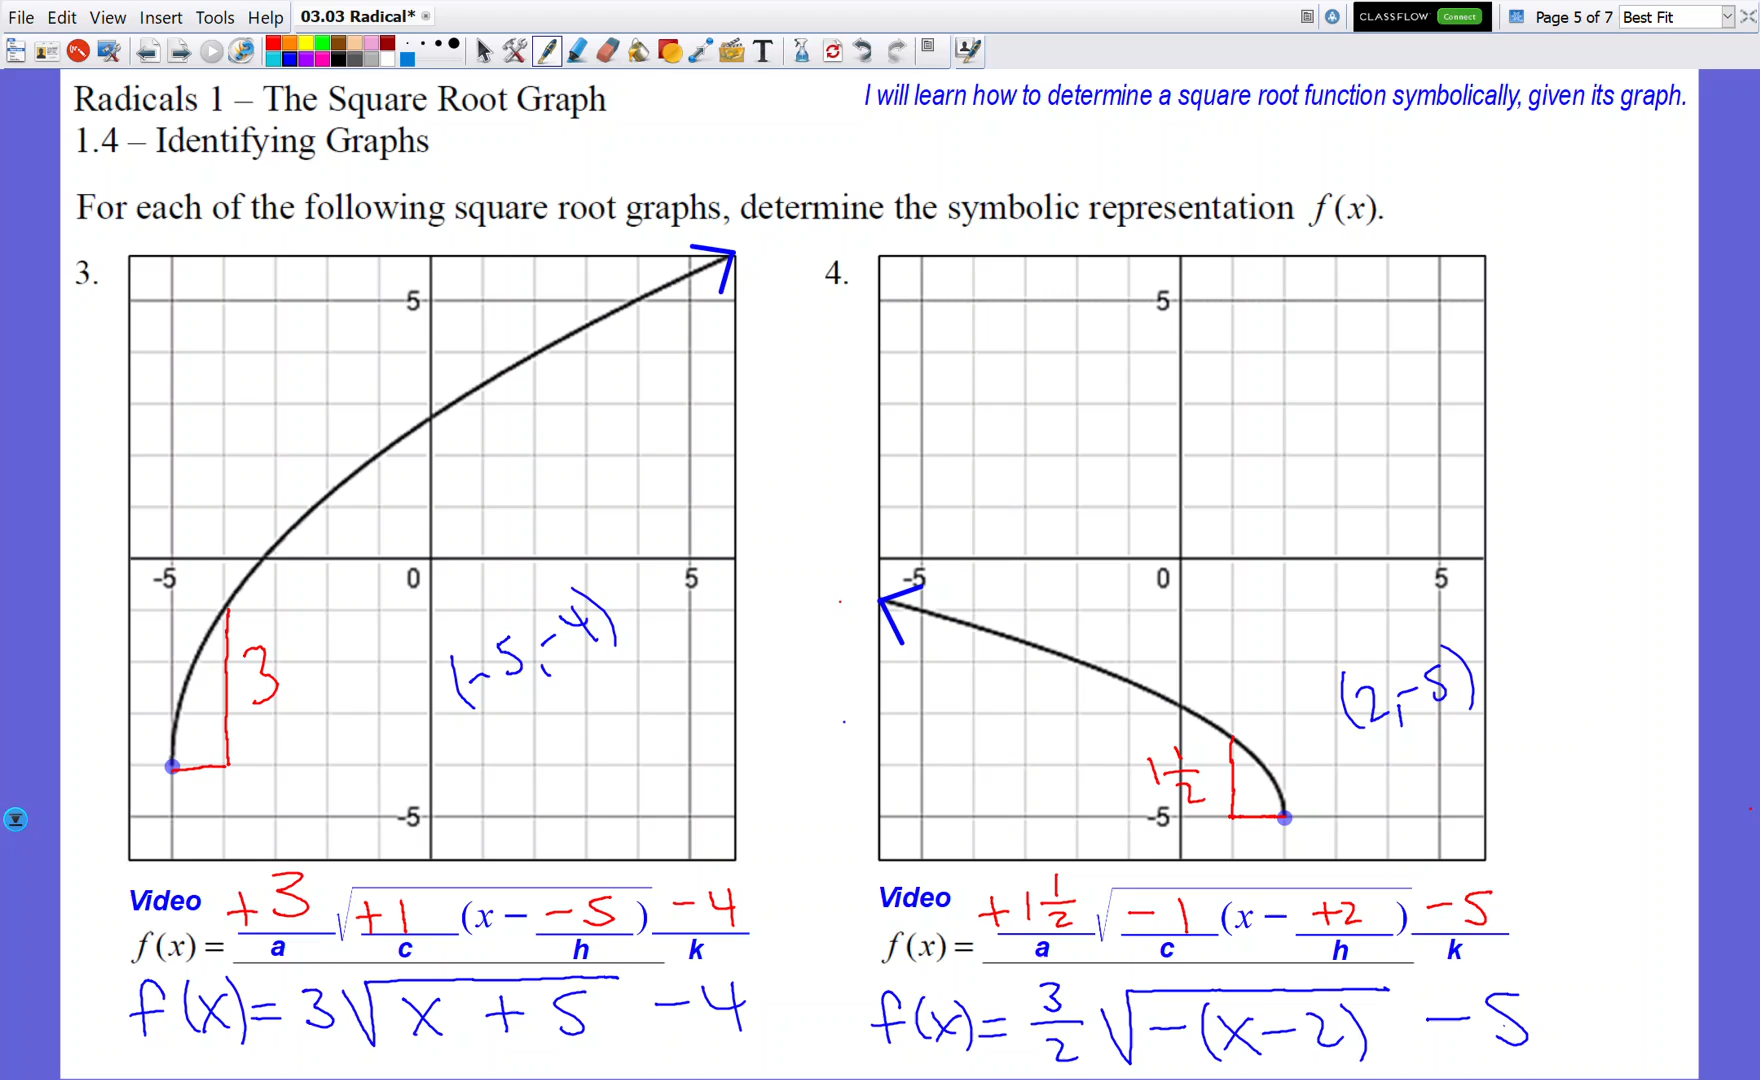 File Edit View Insert Tools Help 03.03 Radical* CLASSFLOW Connect Page 5 of 7 Best Fit
T
Radicals 1 – The Square Root Graph
I will learn how to determine a square root function symbolically, given its graph.
1.4 – Identifying Graphs
For each of the following square root graphs, determine the symbolic representation f(x).
3.
5
-5 0 5
3
(-5, -4)
-5
Video
+3 √ +1 (x – -5) -4
f(x) = a c h k
f(x) = 3√x + 5 - 4
4.
5
-5 0 5
(2, -5)
1 1/2
-5
Video
+1 1/2 √ -1 (x – +2) -5
f(x) = a c h k
f(x) = 3/2 √-(x-2) - 5